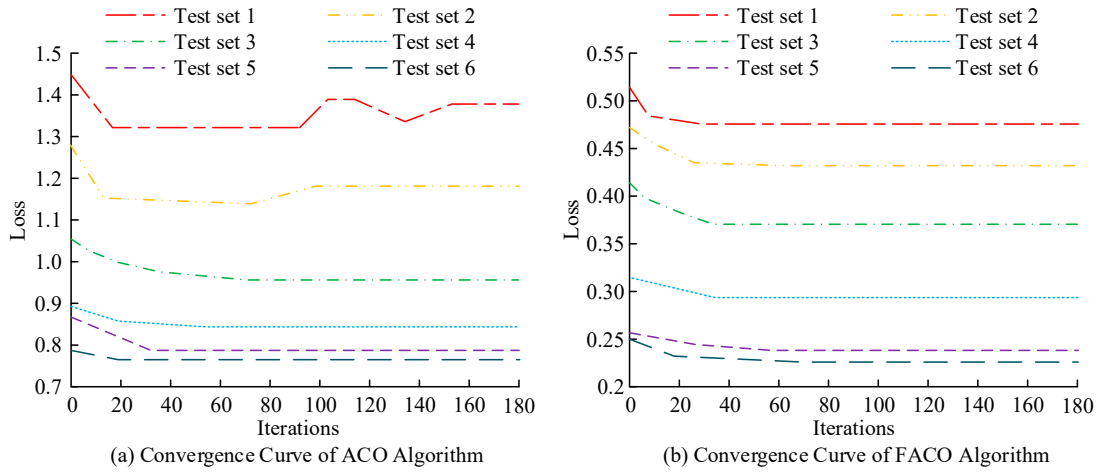 Test set 1
Test set 2
Test set 3
Test set 4
Test set 5
Test set 6
1.5
1.4
1.3
1.2
1.1
1.0
0.9
0.8
0.7
Loss
0 20 40 60 80 100 120 140 160 180
Iterations
(a) Convergence Curve of ACO Algorithm
Test set 1
Test set 2
Test set 3
Test set 4
Test set 5
Test set 6
0.55
0.50
0.45
0.40
0.35
0.30
0.25
0.2
Loss
0 20 40 60 80 100 120 140 160 180
Iterations
(b) Convergence Curve of FACO Algorithm